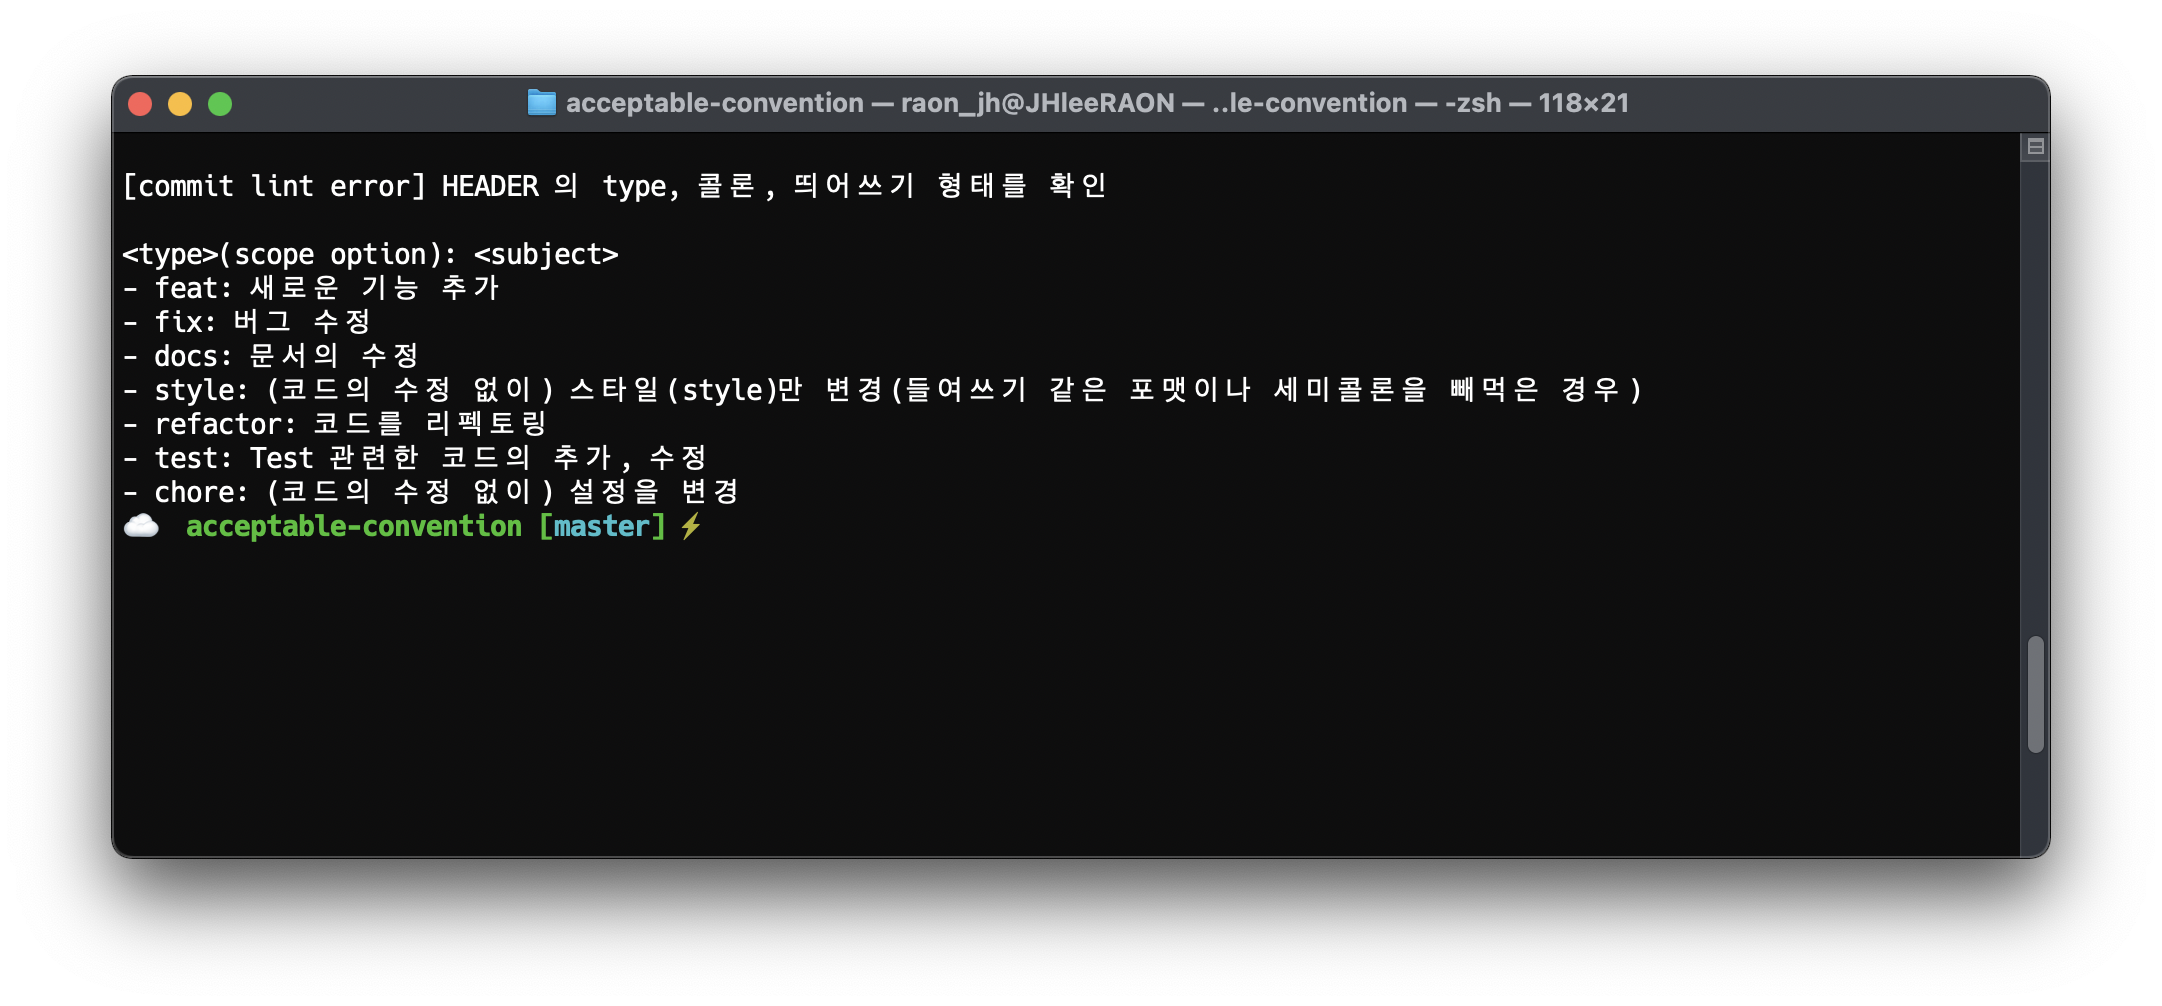 acceptable-convention — raon_jh@JHleeRAON — ..le-convention — -zsh — 118×21
[commit lint error] HEADER 의 type, 콜론, 띄어쓰기 형태를 확인
<type>(scope option): <subject>
- feat: 새로운 기능 추가
- fix: 버그 수정
- docs: 문서의 수정
- style: (코드의 수정 없이) 스타일(style)만 변경(들여쓰기 같은 포맷이나 세미콜론을 빼먹은 경우)
- refactor: 코드를 리펙토링
- test: Test 관련한 코드의 추가, 수정
- chore: (코드의 수정 없이) 설정을 변경
☁️ acceptable-convention [master] ⚡